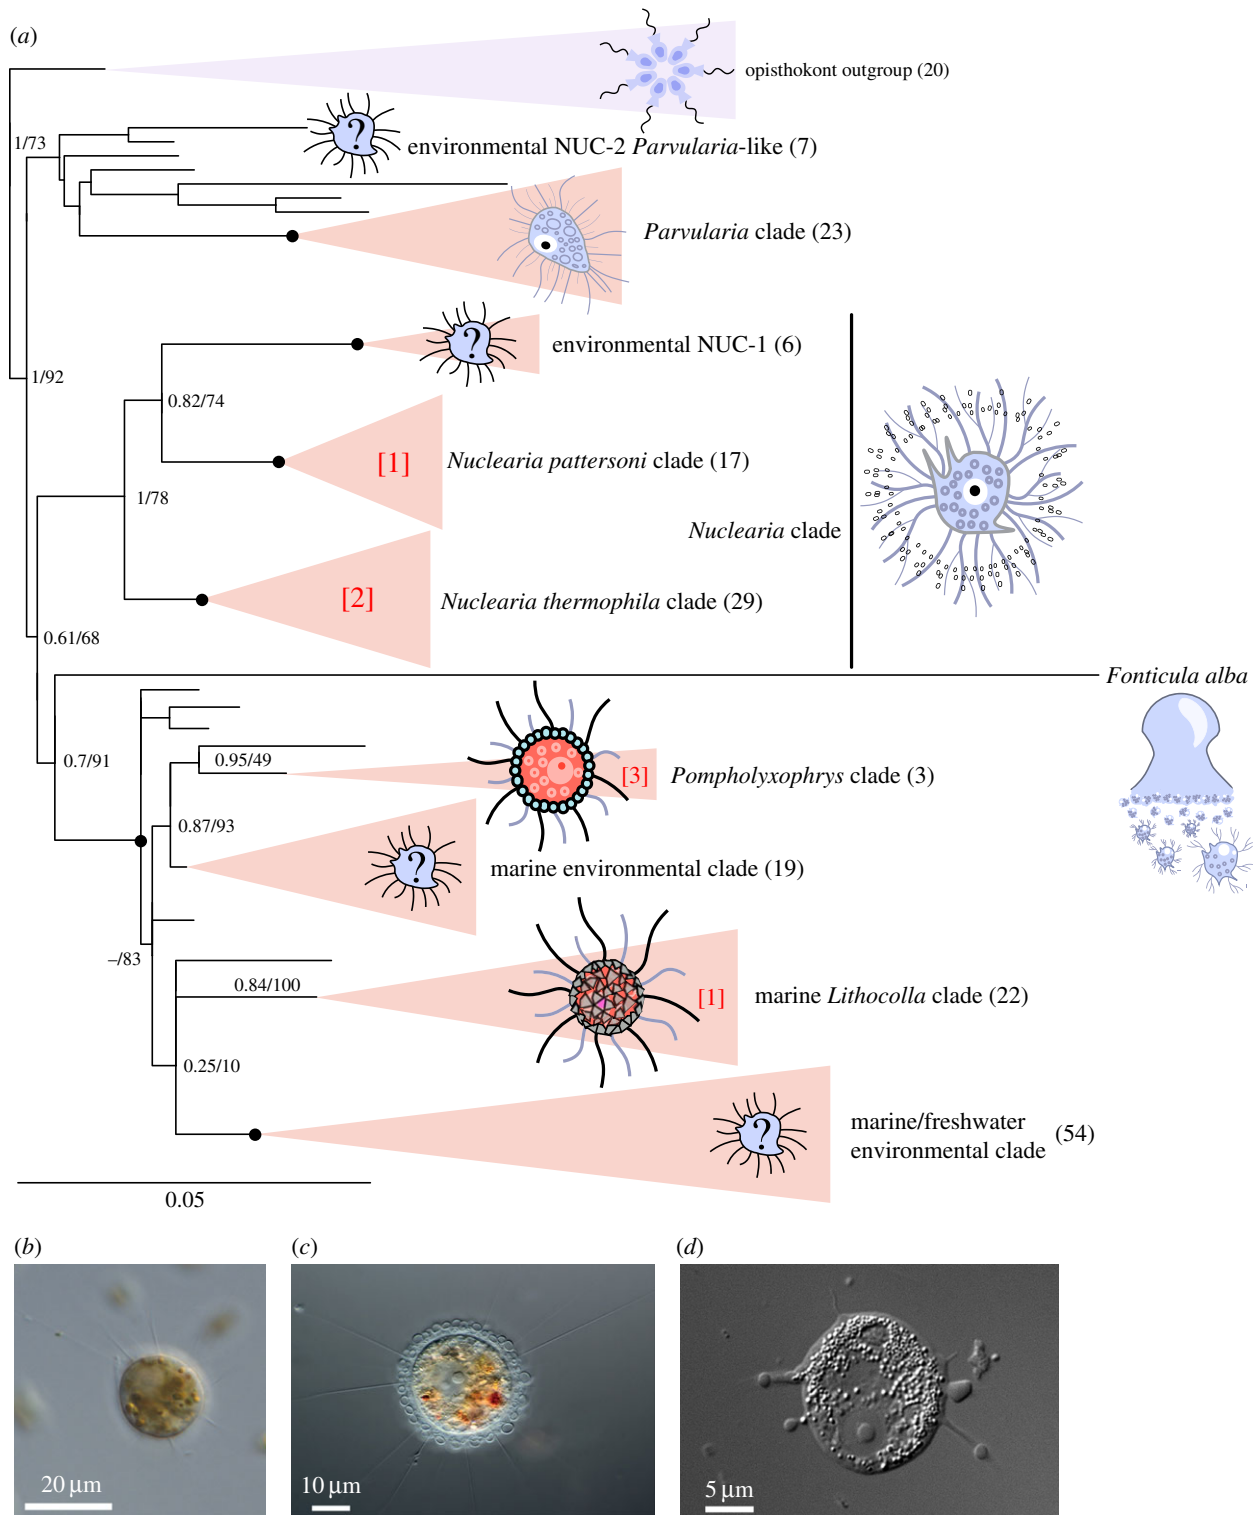 (a)
opisthokont outgroup (20)
?
1/73
environmental NUC-2 Parvularia-like (7)
Parvularia clade (23)
?
environmental NUC-1 (6)
1/92
0.82/74
[1]
Nuclearia pattersoni clade (17)
1/78
Nuclearia clade
[2]
Nuclearia thermophila clade (29)
0.61/68
Fonticula alba
0.7/91
0.95/49
[3]
Pompholyxophrys clade (3)
0.87/93
?
marine environmental clade (19)
–/83
0.84/100
[1]
marine Lithocolla clade (22)
0.25/10
?
marine/freshwater
environmental clade
(54)
0.05
(b)
(c)
(d)
20 µm
10 µm
5 µm